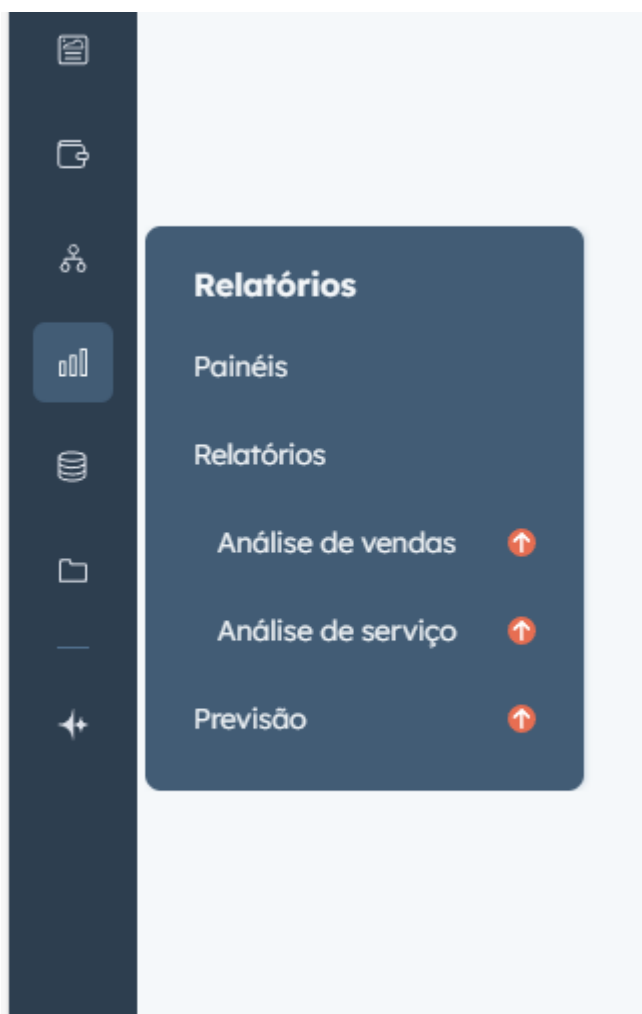 Relatórios
Painéis
Relatórios
Análise de vendas
Análise de serviço
Previsão